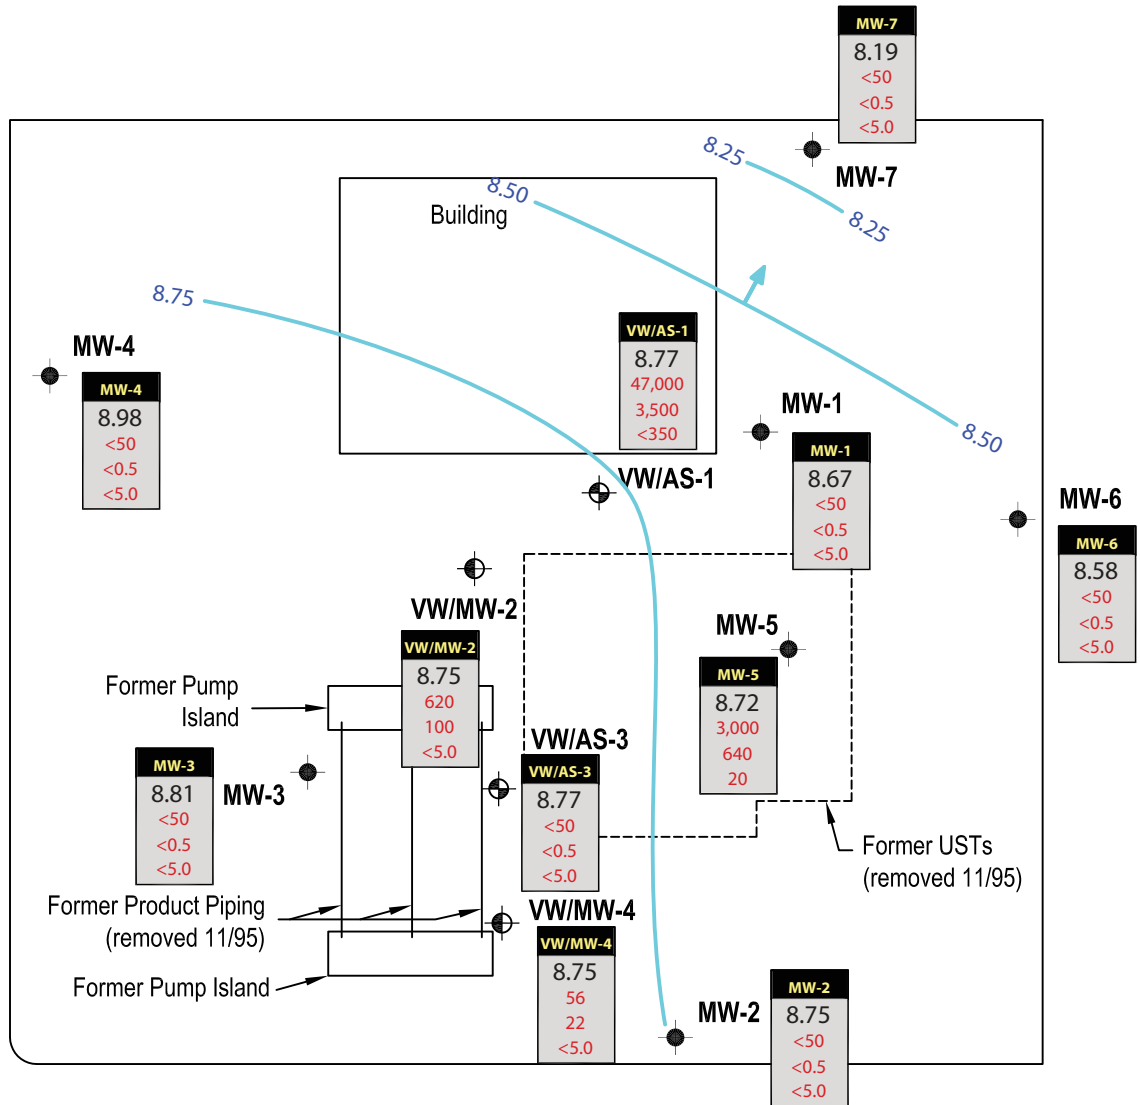 MW-7
8.19
<50
<0.5
<5.0
MW-7
8.25
8.25
8.50
Building
8.75
8.50
MW-4
MW-4
8.98
<50
<0.5
<5.0
VW/AS-1
8.77
47,000
3,500
<350
VW/AS-1
MW-1
MW-1
8.67
<50
<0.5
<5.0
MW-6
MW-6
8.58
<50
<0.5
<5.0
VW/MW-2
VW/MW-2
8.75
620
100
<5.0
MW-5
MW-5
8.72
3,000
640
20
Former Pump
Island
MW-3
8.81
<50
<0.5
<5.0
MW-3
VW/AS-3
VW/AS-3
8.77
<50
<0.5
<5.0
Former USTs
(removed 11/95)
Former Product Piping
(removed 11/95)
VW/MW-4
VW/MW-4
8.75
56
22
<5.0
Former Pump Island
MW-2
MW-2
8.75
<50
<0.5
<5.0